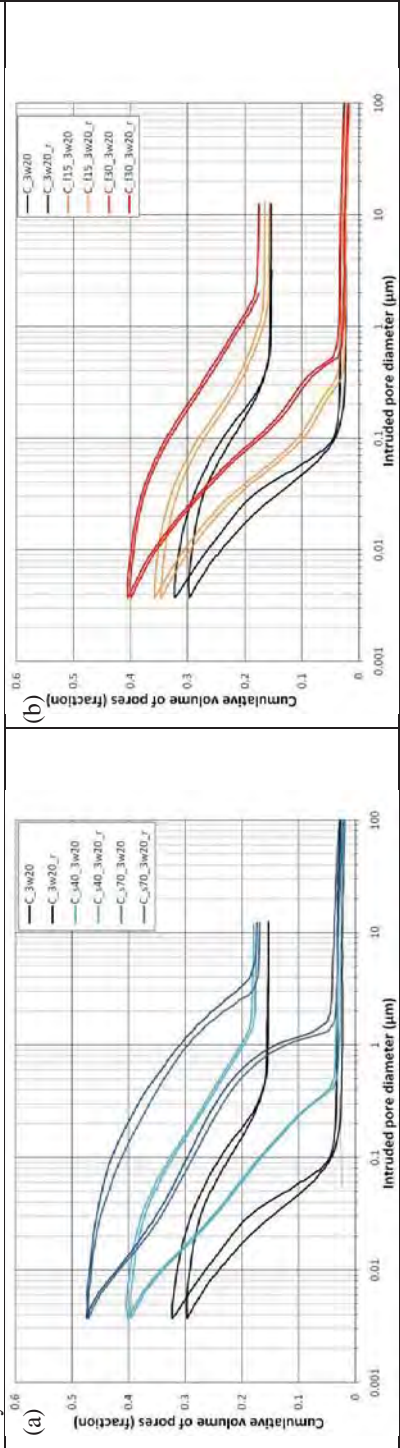 (a)
Cumulative volume of pores (fraction)
0.6
0.5
0.4
0.3
0.2
0.1
0
0.001
0.01
0.1
1
10
100
Intruded pore diameter (µm)
C_3w20
C_3w20_r
C_s40_3w20
C_s40_3w20_r
C_s70_3w20
C_s70_3w20_r
(b)
Cumulative volume of pores (fraction)
0.6
0.5
0.4
0.3
0.2
0.1
0
0.001
0.01
0.1
1
10
100
Intruded pore diameter (µm)
C_3w20
C_3w20_r
C_f15_3w20
C_f15_3w20_r
C_f30_3w20
C_f30_3w20_r